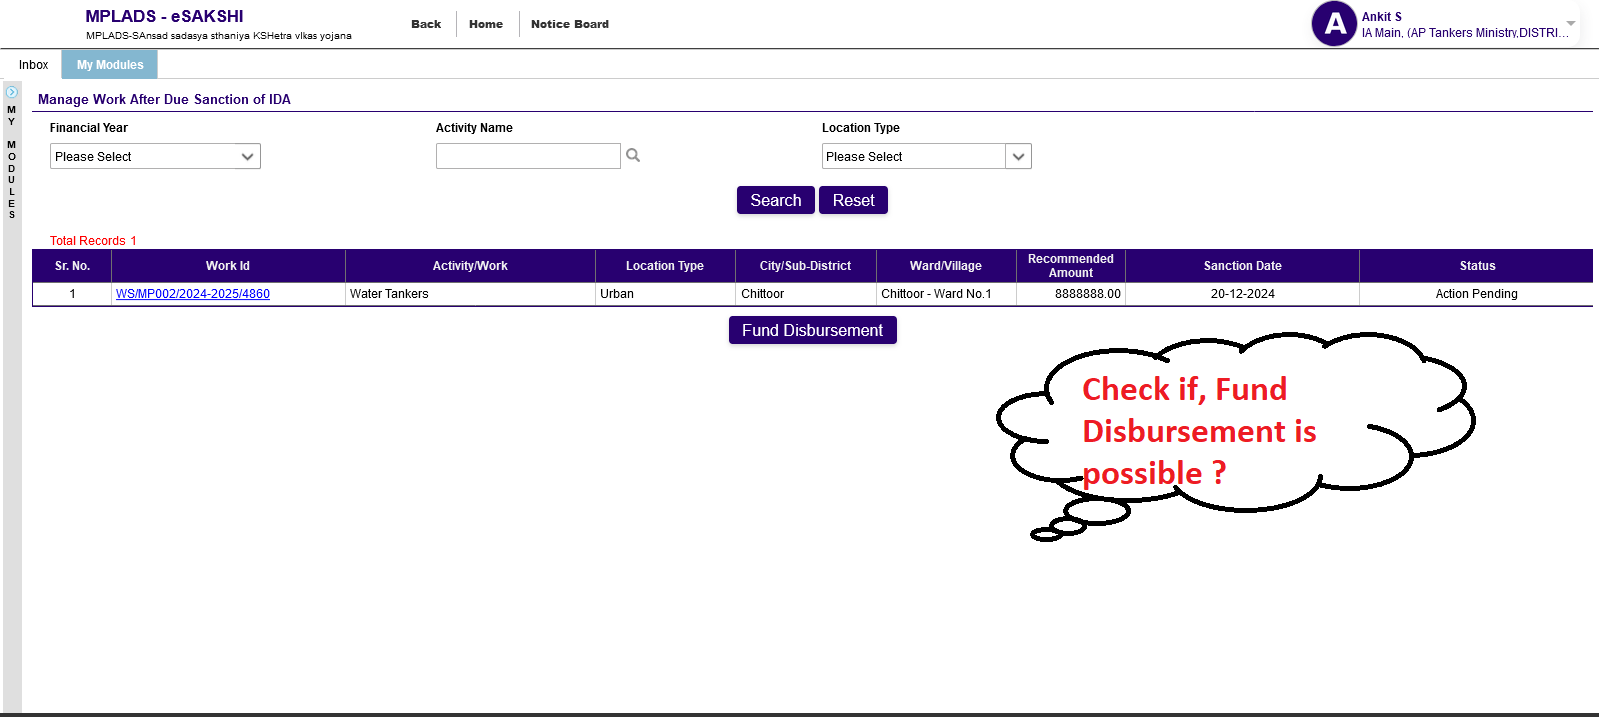 MPLADS - eSAKSHI
MPLADS-SAnsad sadasya sthaniya KSHetra vIkas yojana
Back Home Notice Board
A
Ankit S
IA Main, (AP Tankers Ministry,DISTRI...
Inbox My Modules
MY MODULES
Manage Work After Due Sanction of IDA
Financial Year Activity Name Location Type
Please Select Please Select
Search Reset
Total Records 1
Sr. No. Work Id Activity/Work Location Type City/Sub-District Ward/Village Recommended Amount Sanction Date Status
1 WS/MP002/2024-2025/4860 Water Tankers Urban Chittoor Chittoor - Ward No.1 8888888.00 20-12-2024 Action Pending
Fund Disbursement
Check if, Fund
Disbursement is
possible ?